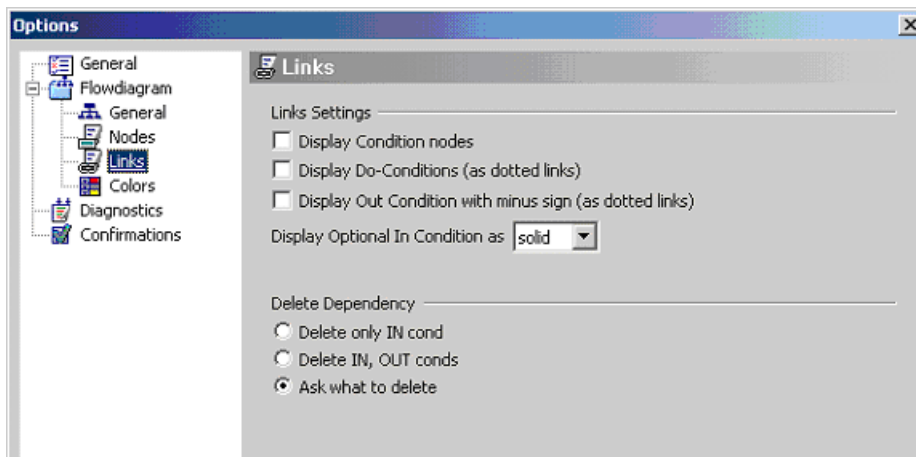 Options
General
Flowdiagram
General
Nodes
Links
Colors
Diagnostics
Confirmations
Links
Links Settings
Display Condition nodes
Display Do-Conditions (as dotted links)
Display Out Condition with minus sign (as dotted links)
Display Optional In Condition as solid
Delete Dependency
Delete only IN cond
Delete IN, OUT conds
Ask what to delete